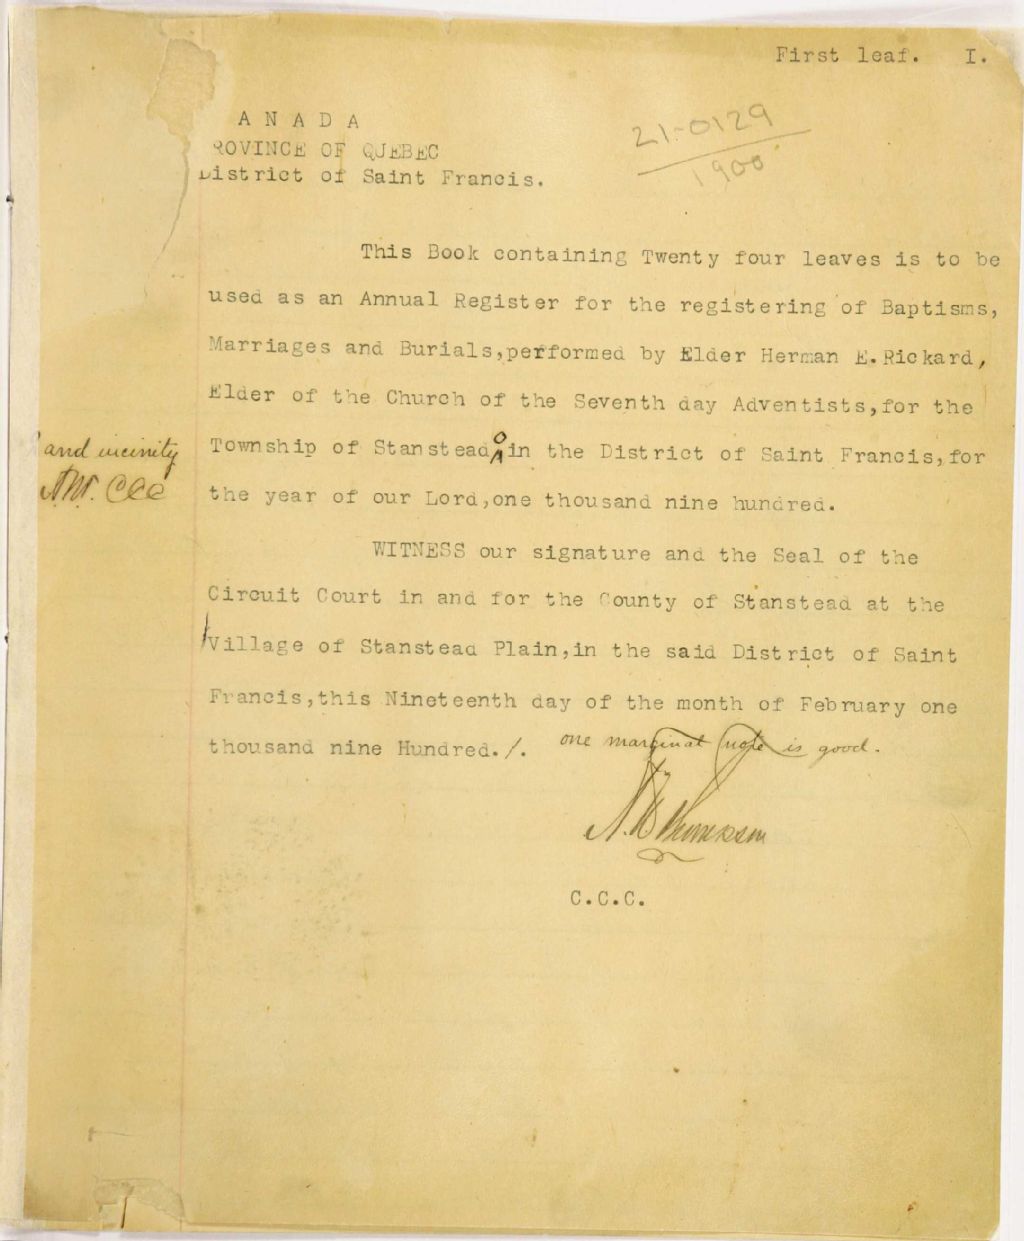 First leaf. I.
ANADA
ROVINCE OF QUEBEC
District of Saint Francis.
21-0129
1900
This Book containing Twenty four leaves is to be
used as an Annual Register for the registering of Baptisms,
Marriages and Burials,performed by Elder Herman E.Rickard,
Elder of the Church of the Seventh day Adventists,for the
and vicinity
Township of Stanstead in the District of Saint Francis,for
the year of our Lord,one thousand nine hundred.
WITNESS our signature and the Seal of the
Circuit Court in and for the County of Stanstead at the
Village of Stanstead Plain,in the said District of Saint
Francis,this Nineteenth day of the month of February one
thousand nine Hundred./. one marginal note is good.
C.C.C.